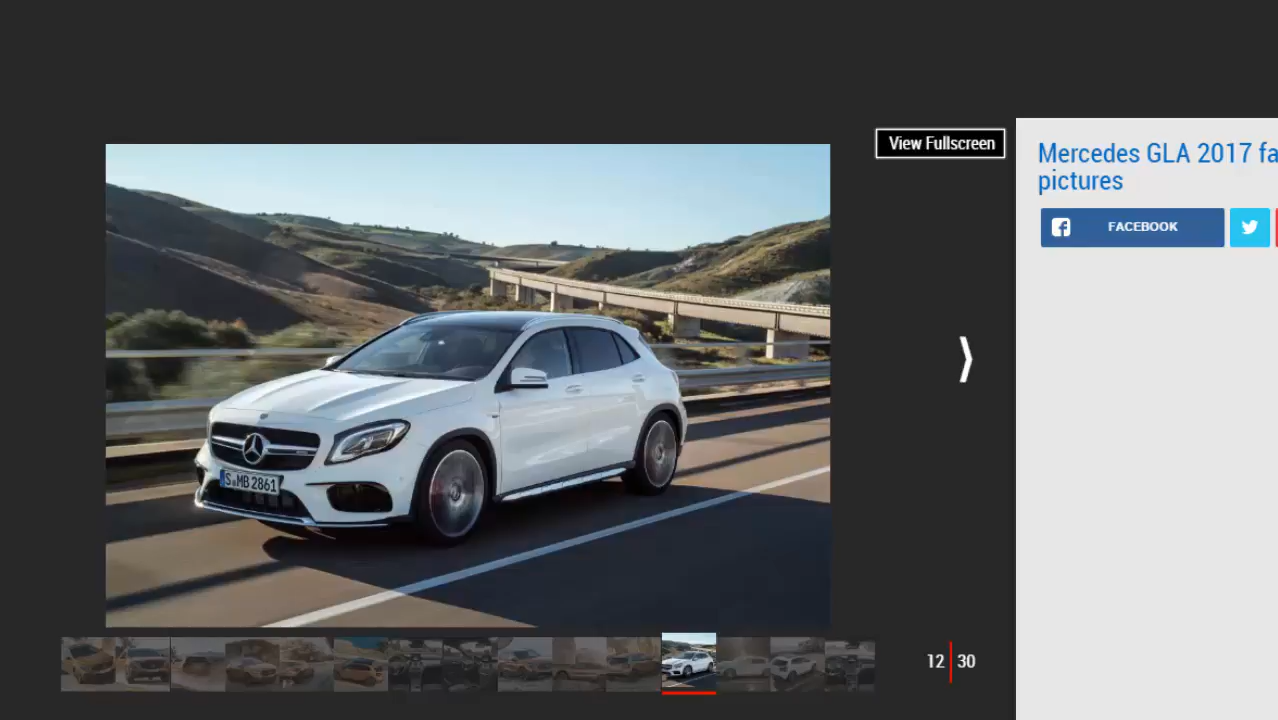 View Fullscreen
Mercedes GLA 2017 fa
pictures
FACEBOOK
S MB 2861
12 30